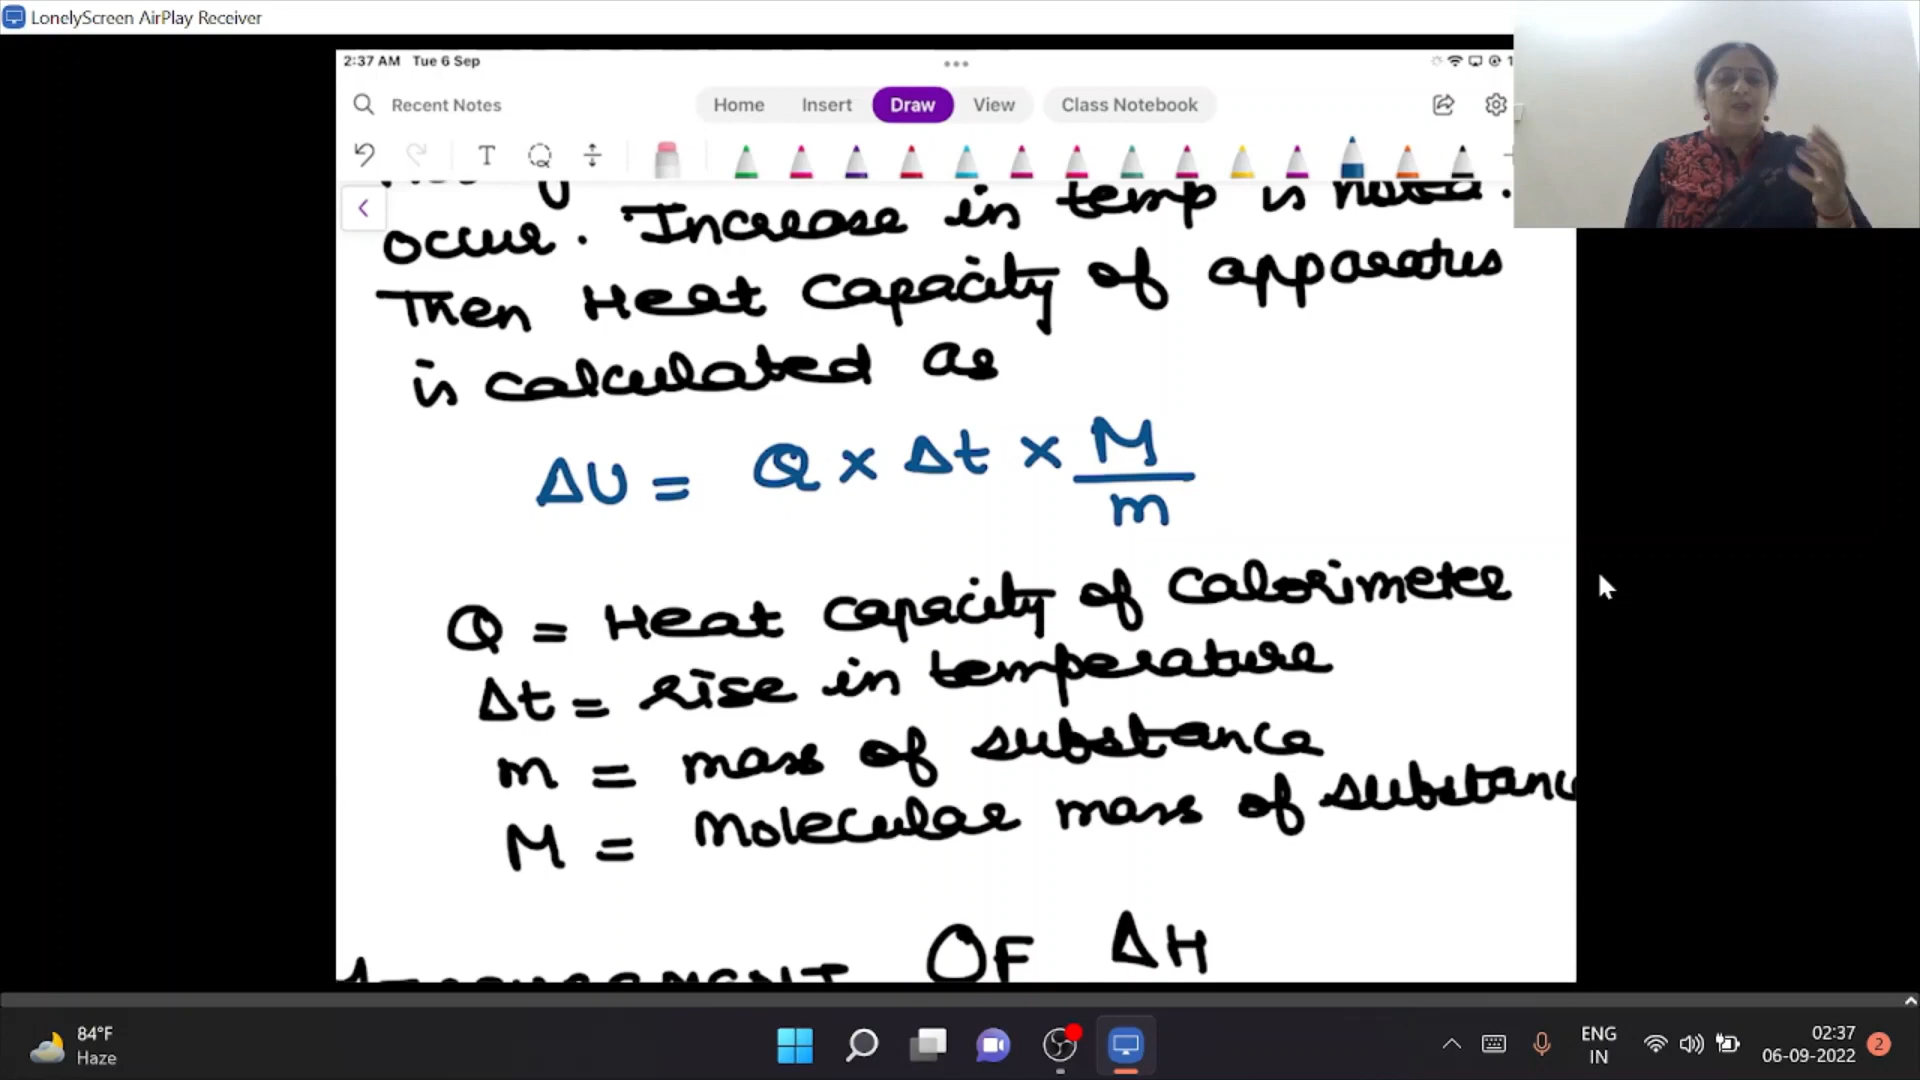 LonelyScreen AirPlay Receiver
2:37 AM Tue 6 Sep
Recent Notes
Home Insert Draw View Class Notebook
occur. Increase in temp is noted.
Then Heat capacity of apparatus
is calculated as
ΔU = Q × Δt × M/m
Q = Heat capacity of calorimeter
Δt = rise in temperature
m = mass of substance
M = Molecular mass of substanc
OF ΔH
84°F
Haze
ENG
IN
02:37
06-09-2022
2